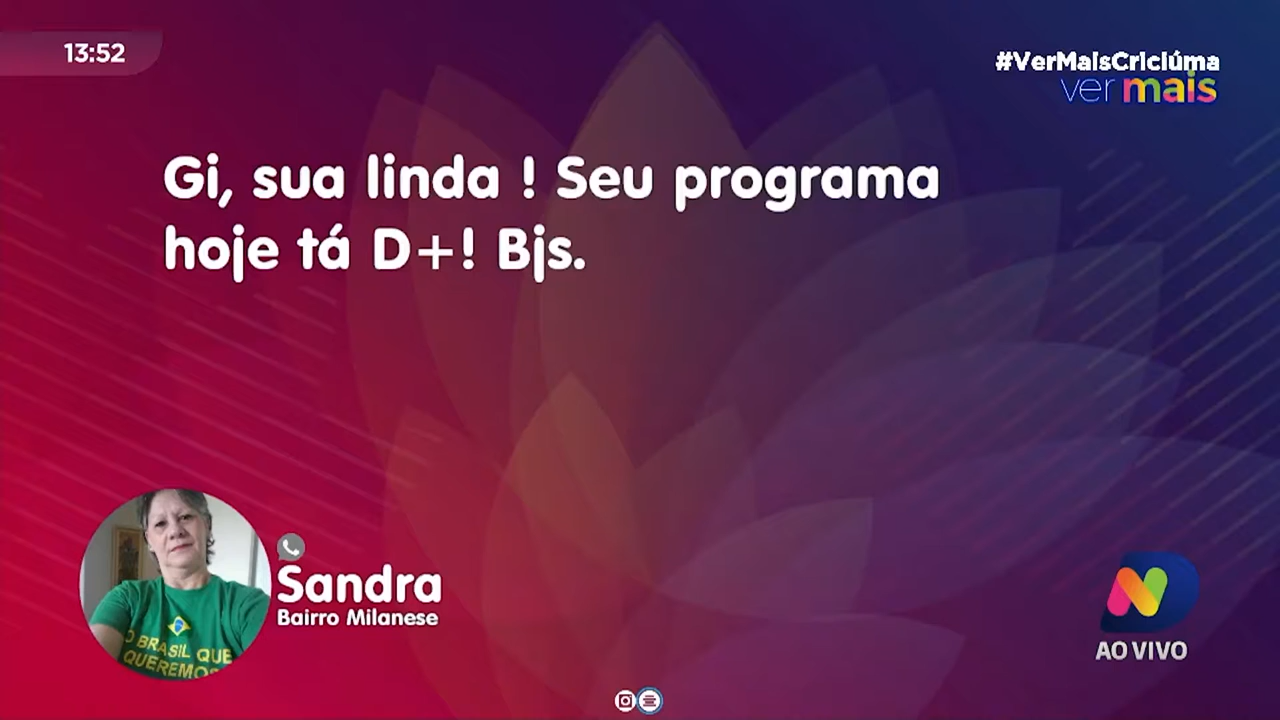 13:52
#VerMaisCriciúma
ver mais
Gi, sua linda ! Seu programa
hoje tá D+! Bjs.
Sandra
Bairro Milanese
O BRASIL QUE
QUEREMOS
AO VIVO